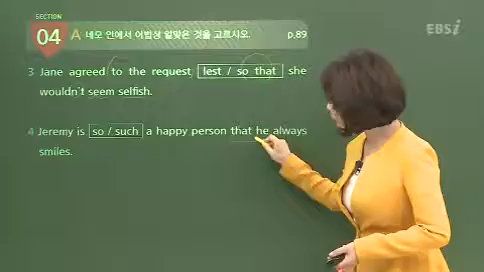 SECTION
04 A 네모 안에서 어법상 알맞은 것을 고르시오. p.89
EBSi
3 Jane agreed to the request lest / so that she
wouldn't seem selfish.
4 Jeremy is so / such a happy person that he always
smiles.